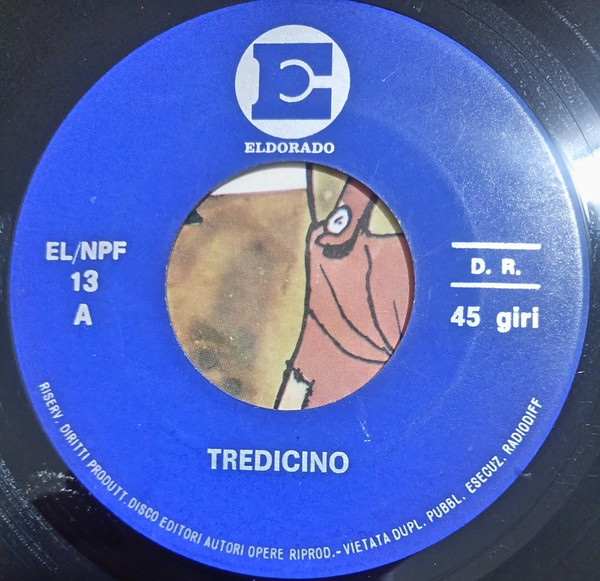 ELDORADO
EL/NPF
13
A
D. R.
45 giri
TREDICINO
RISERV. DIRITTI PRODUTT. DISCO EDITORI AUTORI OPERE RIPROD.-VIETATA DUPL. PUBBL. ESECUZ. RADIODIFF